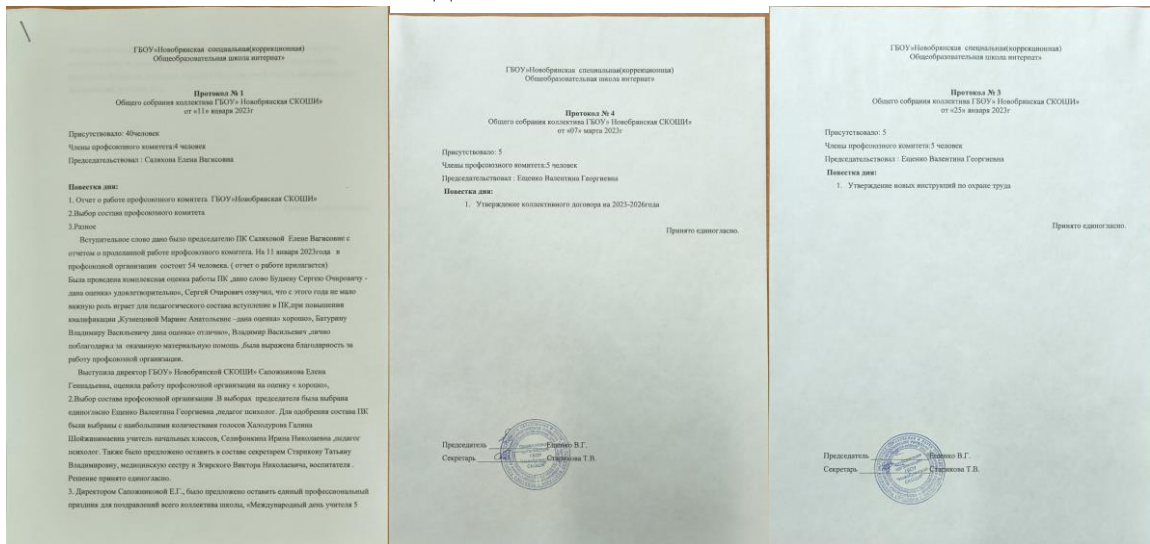 ГБОУ«Новобрянская специальная(коррекционная)
Общеобразовательная школа интернат»
Протокол № 1
Общего собрания коллектива ГБОУ» Новобрянская СКОШИ»
от «11» января 2023г
Присутствовало: 40человек
Члены профсоюзного комитета:4 человек
Председательствовал : Саляхова Елена Вагасовна
Повестка дня:
1. Отчет о работе профсоюзного комитета ГБОУ»Новобрянская СКОШИ»
2.Выбор состава профсоюзного комитета
3.Разное
Вступительное слово дано было председателю ПК Саляховой Елене Вагасовне с
отчетом о проделанной работе профсоюзного комитета. На 11 января 2023года в
профсоюзной организации состоит 54 человека. ( отчет о работе прилагается)
Была проведена комплексная оценка работы ПК ,дано слово Будаеву Сергею Очировичу -
дана оценка» удовлетворительно», Сергей Очирович озвучил, что с этого года не мало
важную роль играет для педагогического состава вступление в ПК,при повышении
квалификации ,Кузнецовой Марине Анатольевне –дана оценка» хорошо», Батурину
Владимиру Васильевичу дана оценка» отлично», Владимир Васильевич ,лично
поблагодарил за оказанную материальную помощь ,была выражена благодарность за
работу профсоюзной организации.
Выступила директор ГБОУ» Новобрянской СКОШИ» Сапожникова Елена
Геннадьевна, оценила работу профсоюзной организации на оценку « хорошо»,
2.Выбор состава профсоюзной организации .В выборах председателя была выбрана
единогласно Ещенко Валентина Георгиевна ,педагог психолог. Для одобрения состава ПК
были выбраны с наибольшими количествами голосов Халодурова Галина
учитель начальных классов, Селифонкина Ирина Николаевна ,педагог
психолог. Также было предложено оставить в составе секретарем Старикову Татьяну
Владимировну, медицинскую сестру и Згирского Виктора Николаевича, воспитателя .
Решение принято единогласно.
3. Директором Сапожниковой Е.Г., было предложено оставить единый профессиональный
праздник для поздравлений всего коллектива школы, «Международный день учителя 5
ГБОУ«Новобрянская специальная(коррекционная)
Общеобразовательная школа интернат»
Протокол № 4
Общего собрания коллектива ГБОУ» Новобрянская СКОШИ»
от «07» марта 2023г
Присутствовало: 5
Члены профсоюзного комитета:5 человек
Председательствовал : Ещенко Валентина Георгиевна
Повестка дня:
1. Утверждение коллективного договора на 2023-2026года
Принято единогласно.
Председатель Ещенко В.Г.
Секретарь Старикова Т.В.
ГБОУ«Новобрянская специальная(коррекционная)
Общеобразовательная школа интернат»
Протокол № 3
Общего собрания коллектива ГБОУ» Новобрянская СКОШИ»
от «25» января 2023г
Присутствовало: 5
Члены профсоюзного комитета:5 человек
Председательствовал : Ещенко Валентина Георгиевна
Повестка дня:
1. Утверждение новых инструкций по охране труда
Принято единогласно.
Председатель Ещенко В.Г.
Секретарь Старикова Т.В.